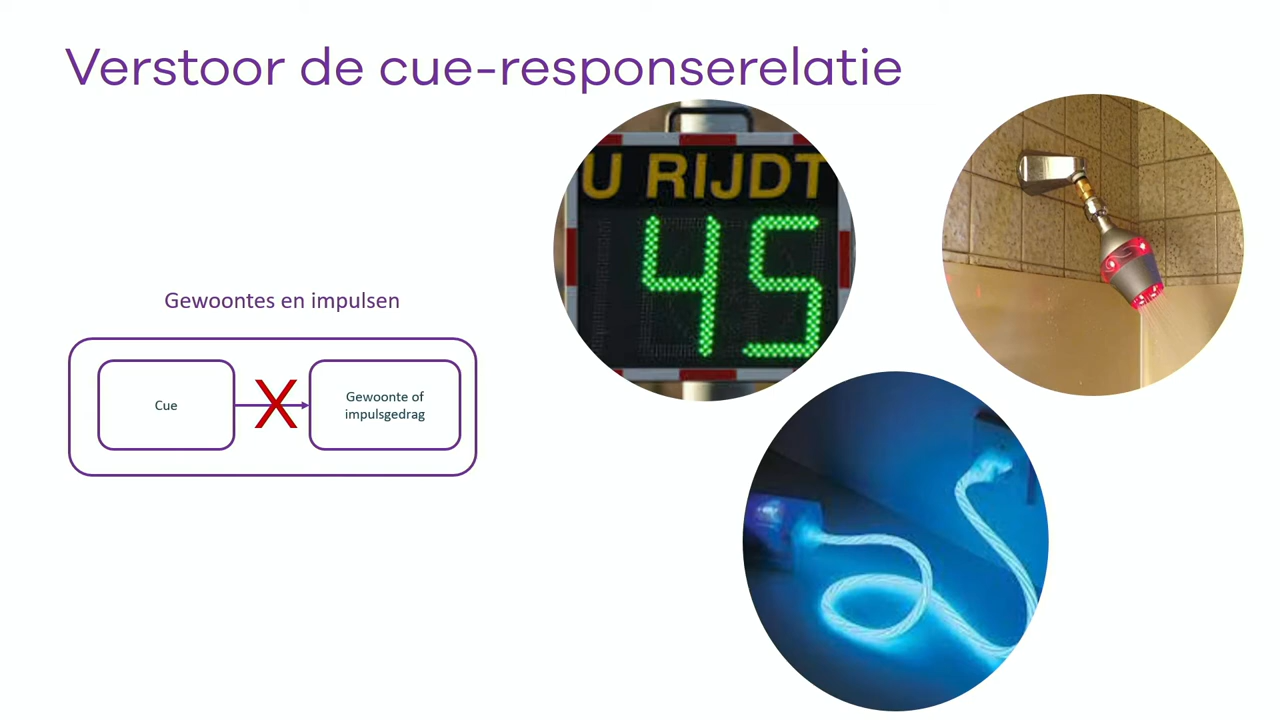 Verstoor de cue-responserelatie
U RIJDT
45
Gewoontes en impulsen
Cue
X
Gewoonte of
impulsgedrag